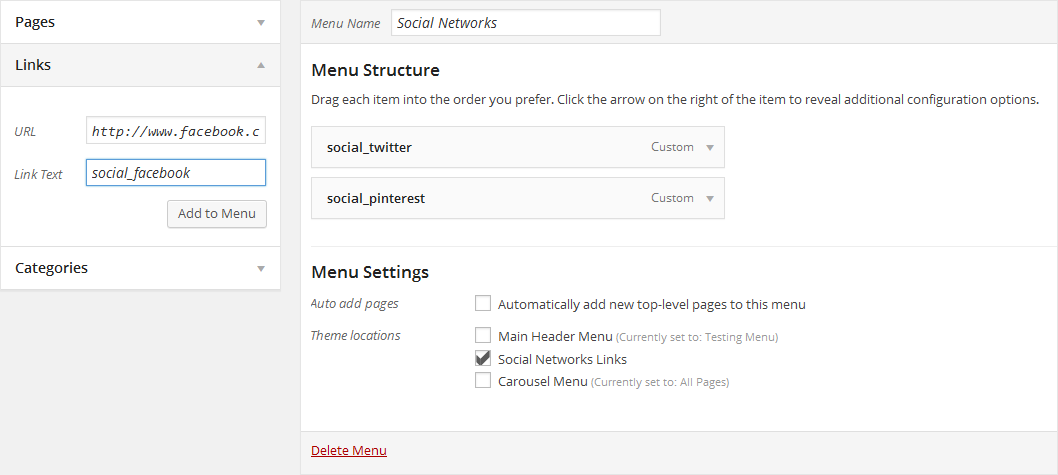 Pages
Links
URL http://www.facebook.c
Link Text social_facebook
Add to Menu
Categories
Menu Name Social Networks
Menu Structure
Drag each item into the order you prefer. Click the arrow on the right of the item to reveal additional configuration options.
social_twitter Custom
social_pinterest Custom
Menu Settings
Auto add pages Automatically add new top-level pages to this menu
Theme locations Main Header Menu (Currently set to: Testing Menu)
Social Networks Links
Carousel Menu (Currently set to: All Pages)
Delete Menu